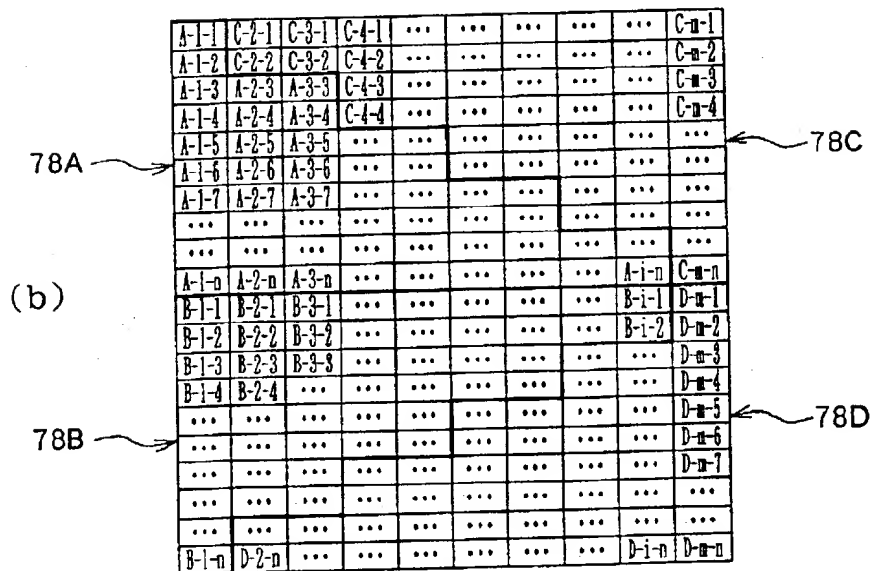 A-1-1 C-2-1 C-3-1 C-4-1 ... ... ... ... ... C-m-1
A-1-2 C-2-2 C-3-2 C-4-2 ... ... ... ... ... C-m-2
A-1-3 A-2-3 A-3-3 C-4-3 ... ... ... ... ... C-m-3
A-1-4 A-2-4 A-3-4 C-4-4 ... ... ... ... ... C-m-4
A-1-5 A-2-5 A-3-5 ... ... ... ... ... ... ...
78A
78C
A-1-6 A-2-6 A-3-6 ... ... ... ... ... ... ...
A-1-7 A-2-7 A-3-7 ... ... ... ... ... ... ...
... ... ... ... ... ... ... ... ... ...
... ... ... ... ... ... ... ... ... ...
A-1-n A-2-n A-3-n ... ... ... ... ... A-i-n C-m-n
(b)
B-1-1 B-2-1 B-3-1 ... ... ... ... ... B-i-1 D-m-1
B-1-2 B-2-2 B-3-2 ... ... ... ... ... B-i-2 D-m-2
B-1-3 B-2-3 B-3-3 ... ... ... ... ... ... D-m-3
B-1-4 B-2-4 ... ... ... ... ... ... ... D-m-4
... ... ... ... ... ... ... ... ... D-m-5
78B
78D
... ... ... ... ... ... ... ... ... D-m-6
... ... ... ... ... ... ... ... ... D-m-7
... ... ... ... ... ... ... ... ... ...
... ... ... ... ... ... ... ... ... ...
B-1-n D-2-n ... ... ... ... ... ... D-i-n D-m-n